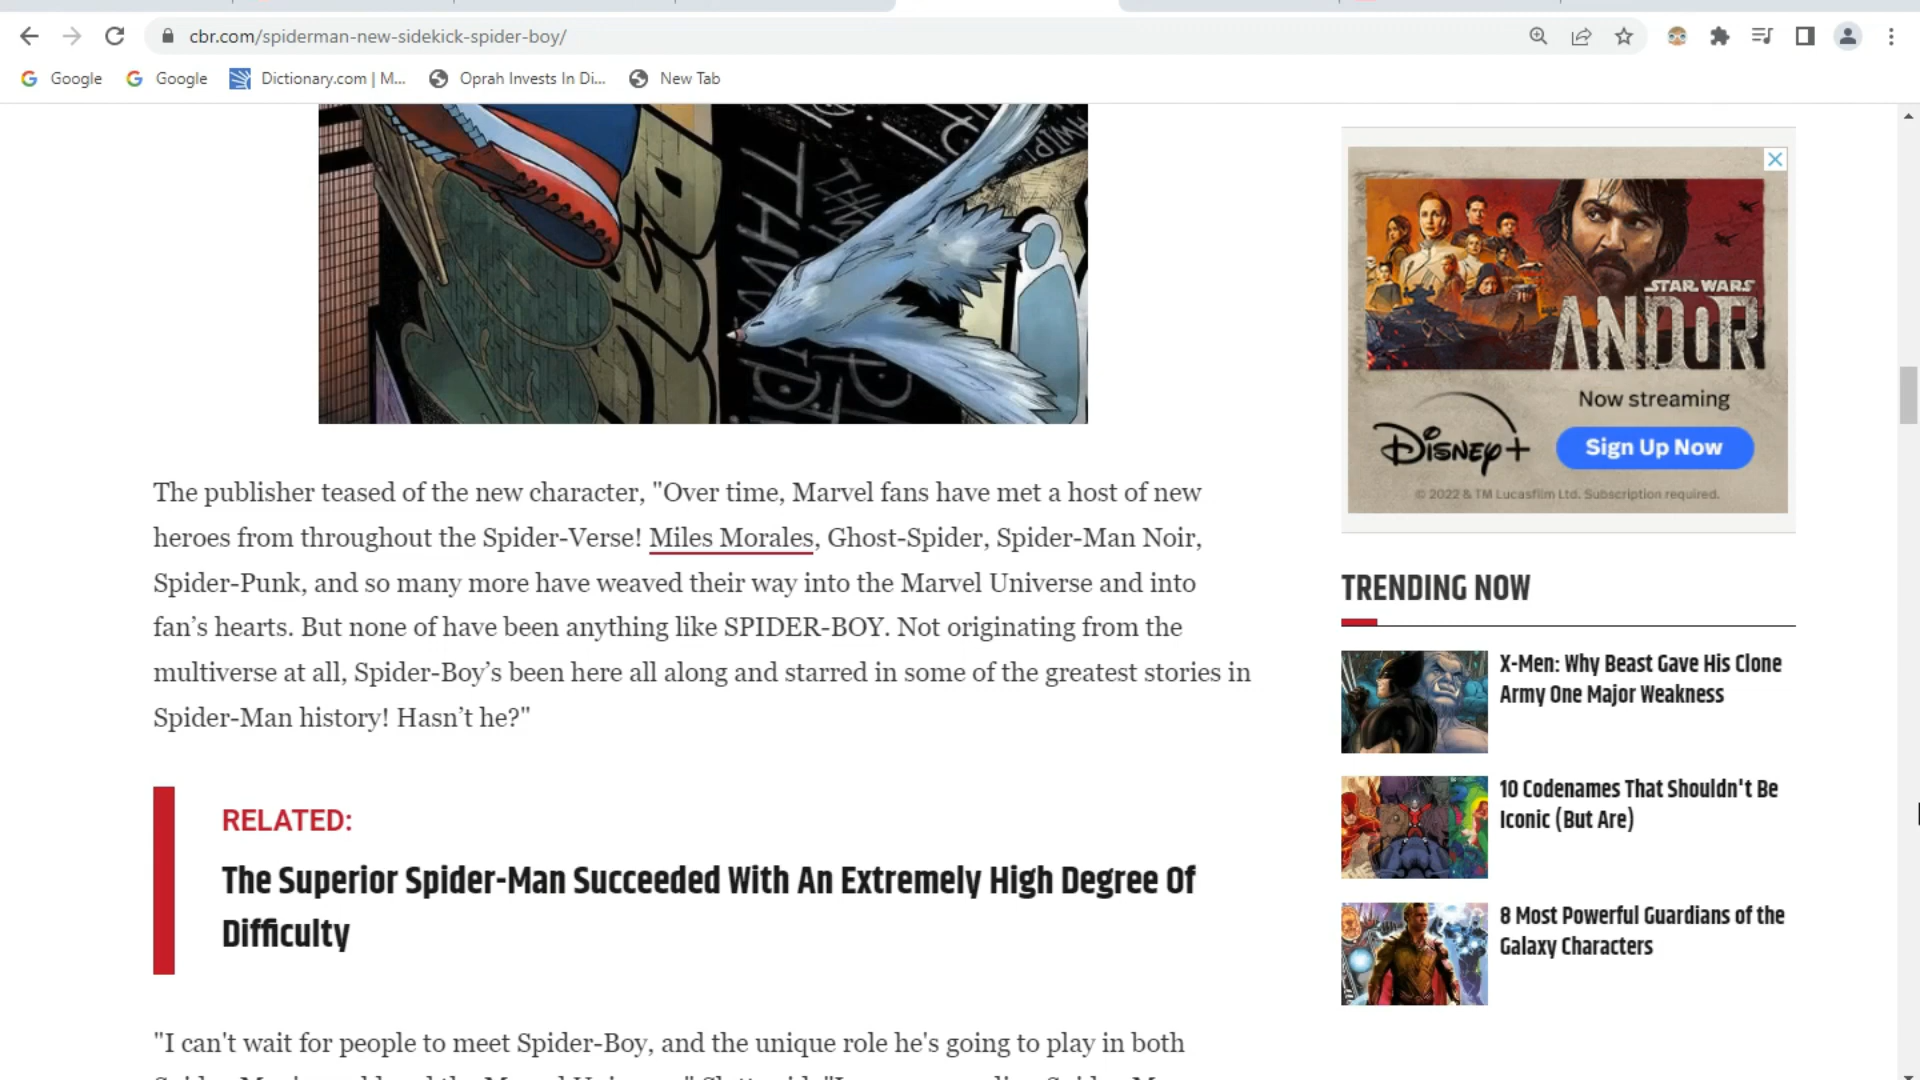 cbr.com/spiderman-new-sidekick-spider-boy/
Google
Google
Dictionary.com | M...
Oprah Invests In Di...
New Tab
The publisher teased of the new character, "Over time, Marvel fans have met a host of new
heroes from throughout the Spider-Verse! Miles Morales, Ghost-Spider, Spider-Man Noir,
Spider-Punk, and so many more have weaved their way into the Marvel Universe and into
fan’s hearts. But none of have been anything like SPIDER-BOY. Not originating from the
multiverse at all, Spider-Boy’s been here all along and starred in some of the greatest stories in
Spider-Man history! Hasn’t he?"
RELATED:
The Superior Spider-Man Succeeded With An Extremely High Degree Of
Difficulty
"I can't wait for people to meet Spider-Boy, and the unique role he's going to play in both
STAR WARS
ANDOR
Now streaming
Disney+
Sign Up Now
© 2022 & TM Lucasfilm Ltd. Subscription required.
TRENDING NOW
X-Men: Why Beast Gave His Clone
Army One Major Weakness
10 Codenames That Shouldn't Be
Iconic (But Are)
8 Most Powerful Guardians of the
Galaxy Characters